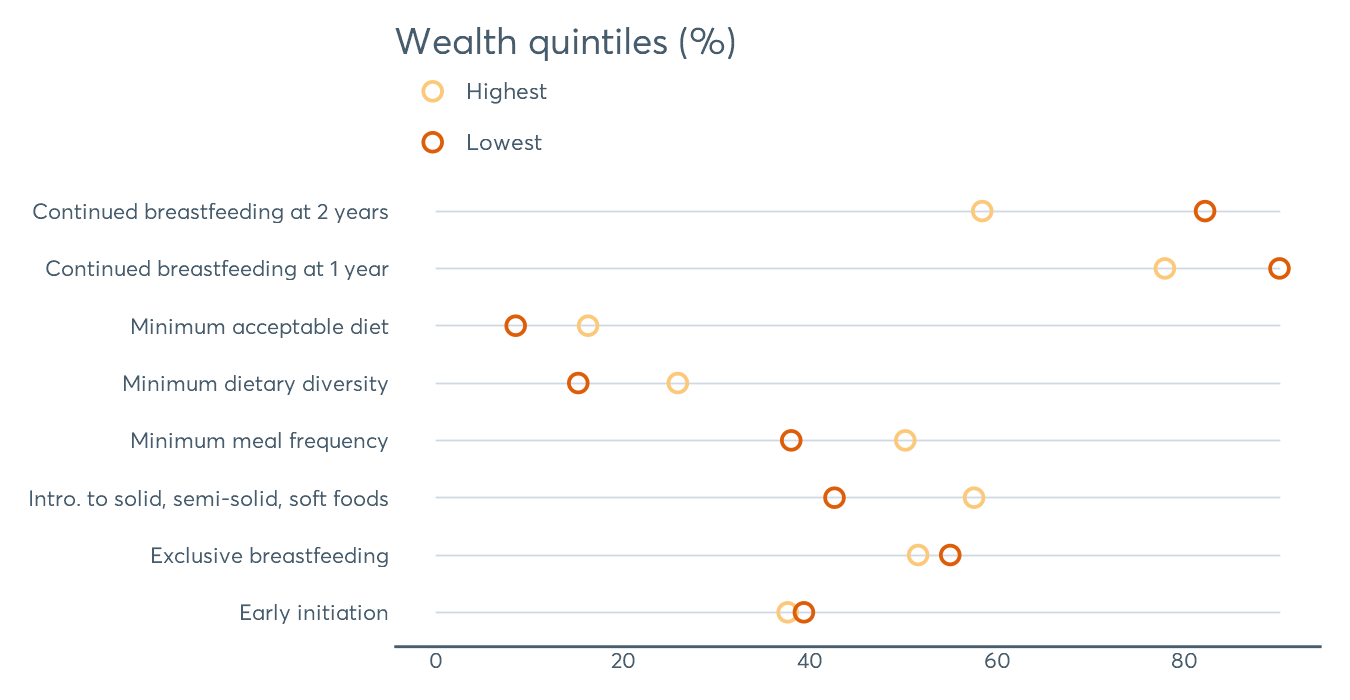 Wealth quintiles (%)
Highest
Lowest
Continued breastfeeding at 2 years
Continued breastfeeding at 1 year
Minimum acceptable diet
Minimum dietary diversity
Minimum meal frequency
Intro. to solid, semi-solid, soft foods
Exclusive breastfeeding
Early initiation
0 20 40 60 80